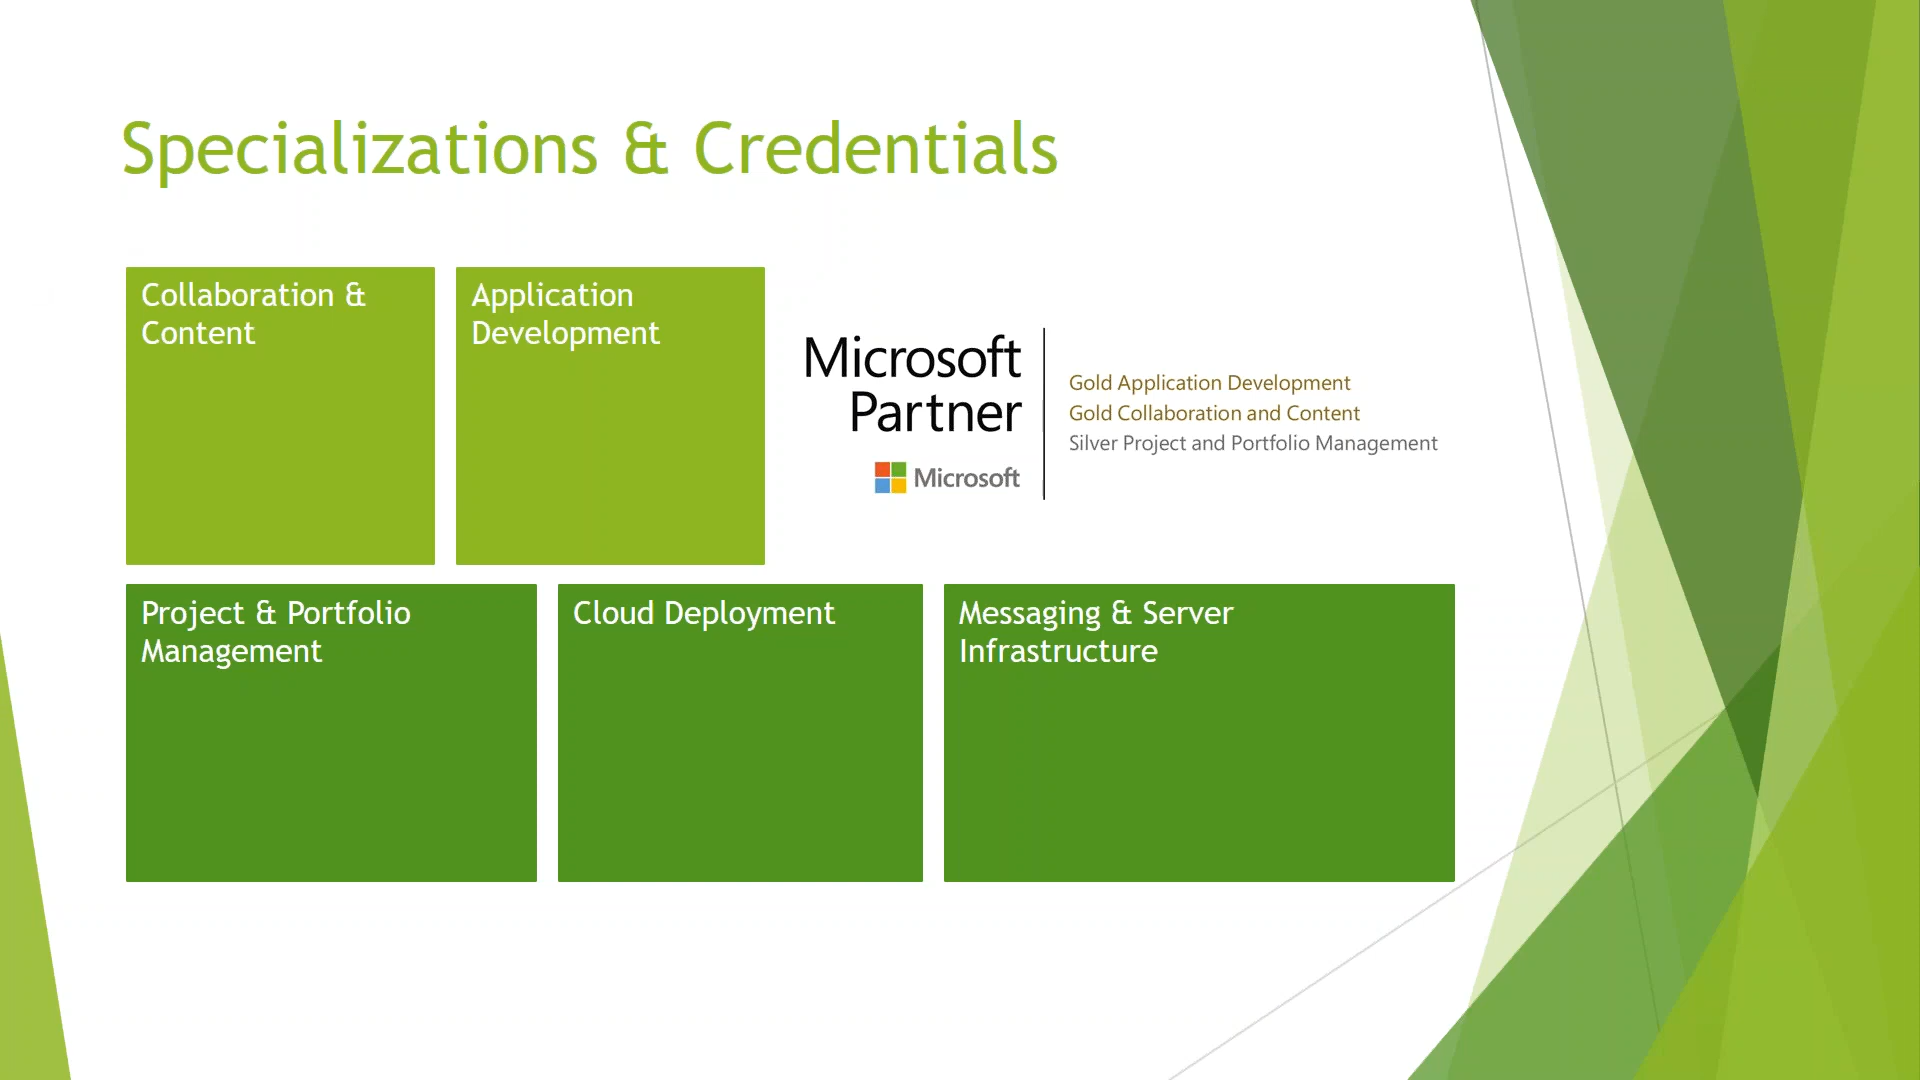 Specializations & Credentials
Collaboration &
Content
Application
Development
Microsoft
Partner
Microsoft
Gold Application Development
Gold Collaboration and Content
Silver Project and Portfolio Management
Project & Portfolio
Management
Cloud Deployment
Messaging & Server
Infrastructure